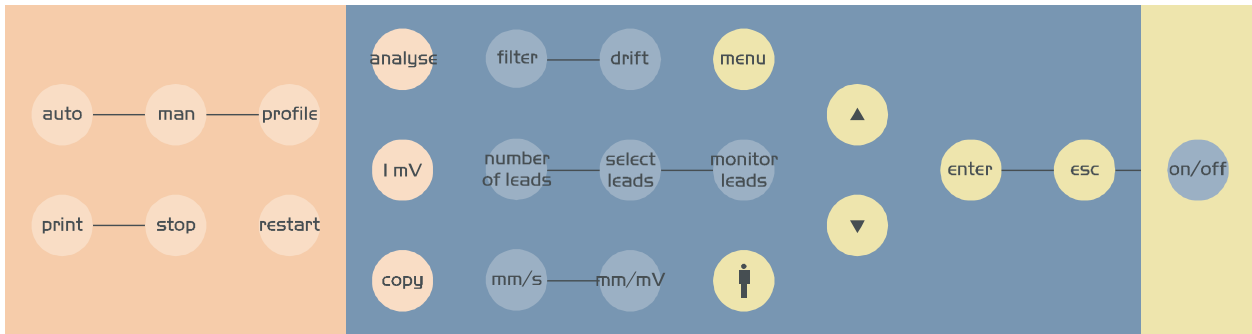 analyse
filter
drift
menu
auto
man
profile
▲
1 mV
number
of leads
select
leads
monitor
leads
enter
esc
on/off
print
stop
restart
▼
copy
mm/s
mm/mV